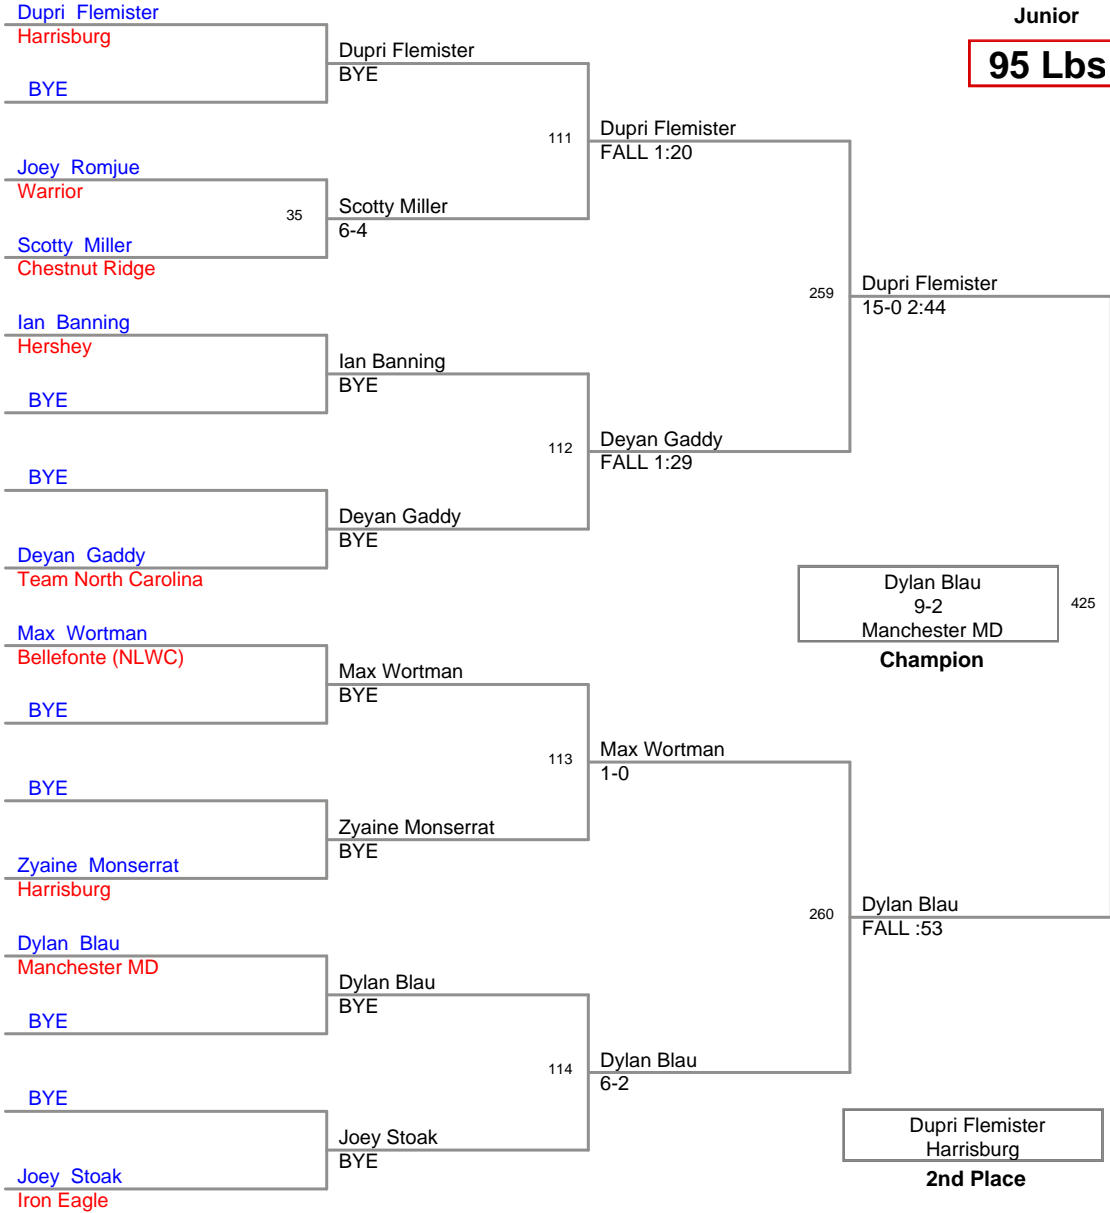 Dupri Flemister
Harrisburg
BYE
Joey Romjue
Warrior
35
Scotty Miller
Chestnut Ridge
Ian Banning
Hershey
BYE
BYE
Deyan Gaddy
Team North Carolina
Max Wortman
Bellefonte (NLWC)
BYE
BYE
Zyaine Monserrat
Harrisburg
Dylan Blau
Manchester MD
BYE
BYE
Joey Stoak
Iron Eagle
Dupri Flemister
BYE
111
Scotty Miller
6-4
Ian Banning
BYE
112
Deyan Gaddy
BYE
Max Wortman
BYE
113
Zyaine Monserrat
BYE
Dylan Blau
BYE
114
Joey Stoak
BYE
Dupri Flemister
FALL 1:20
259
Deyan Gaddy
FALL 1:29
Max Wortman
1-0
260
Dylan Blau
6-2
Junior
95 Lbs
Dupri Flemister
15-0 2:44
Dylan Blau
9-2
Manchester MD
425
Champion
Dylan Blau
FALL :53
Dupri Flemister
Harrisburg
2nd Place